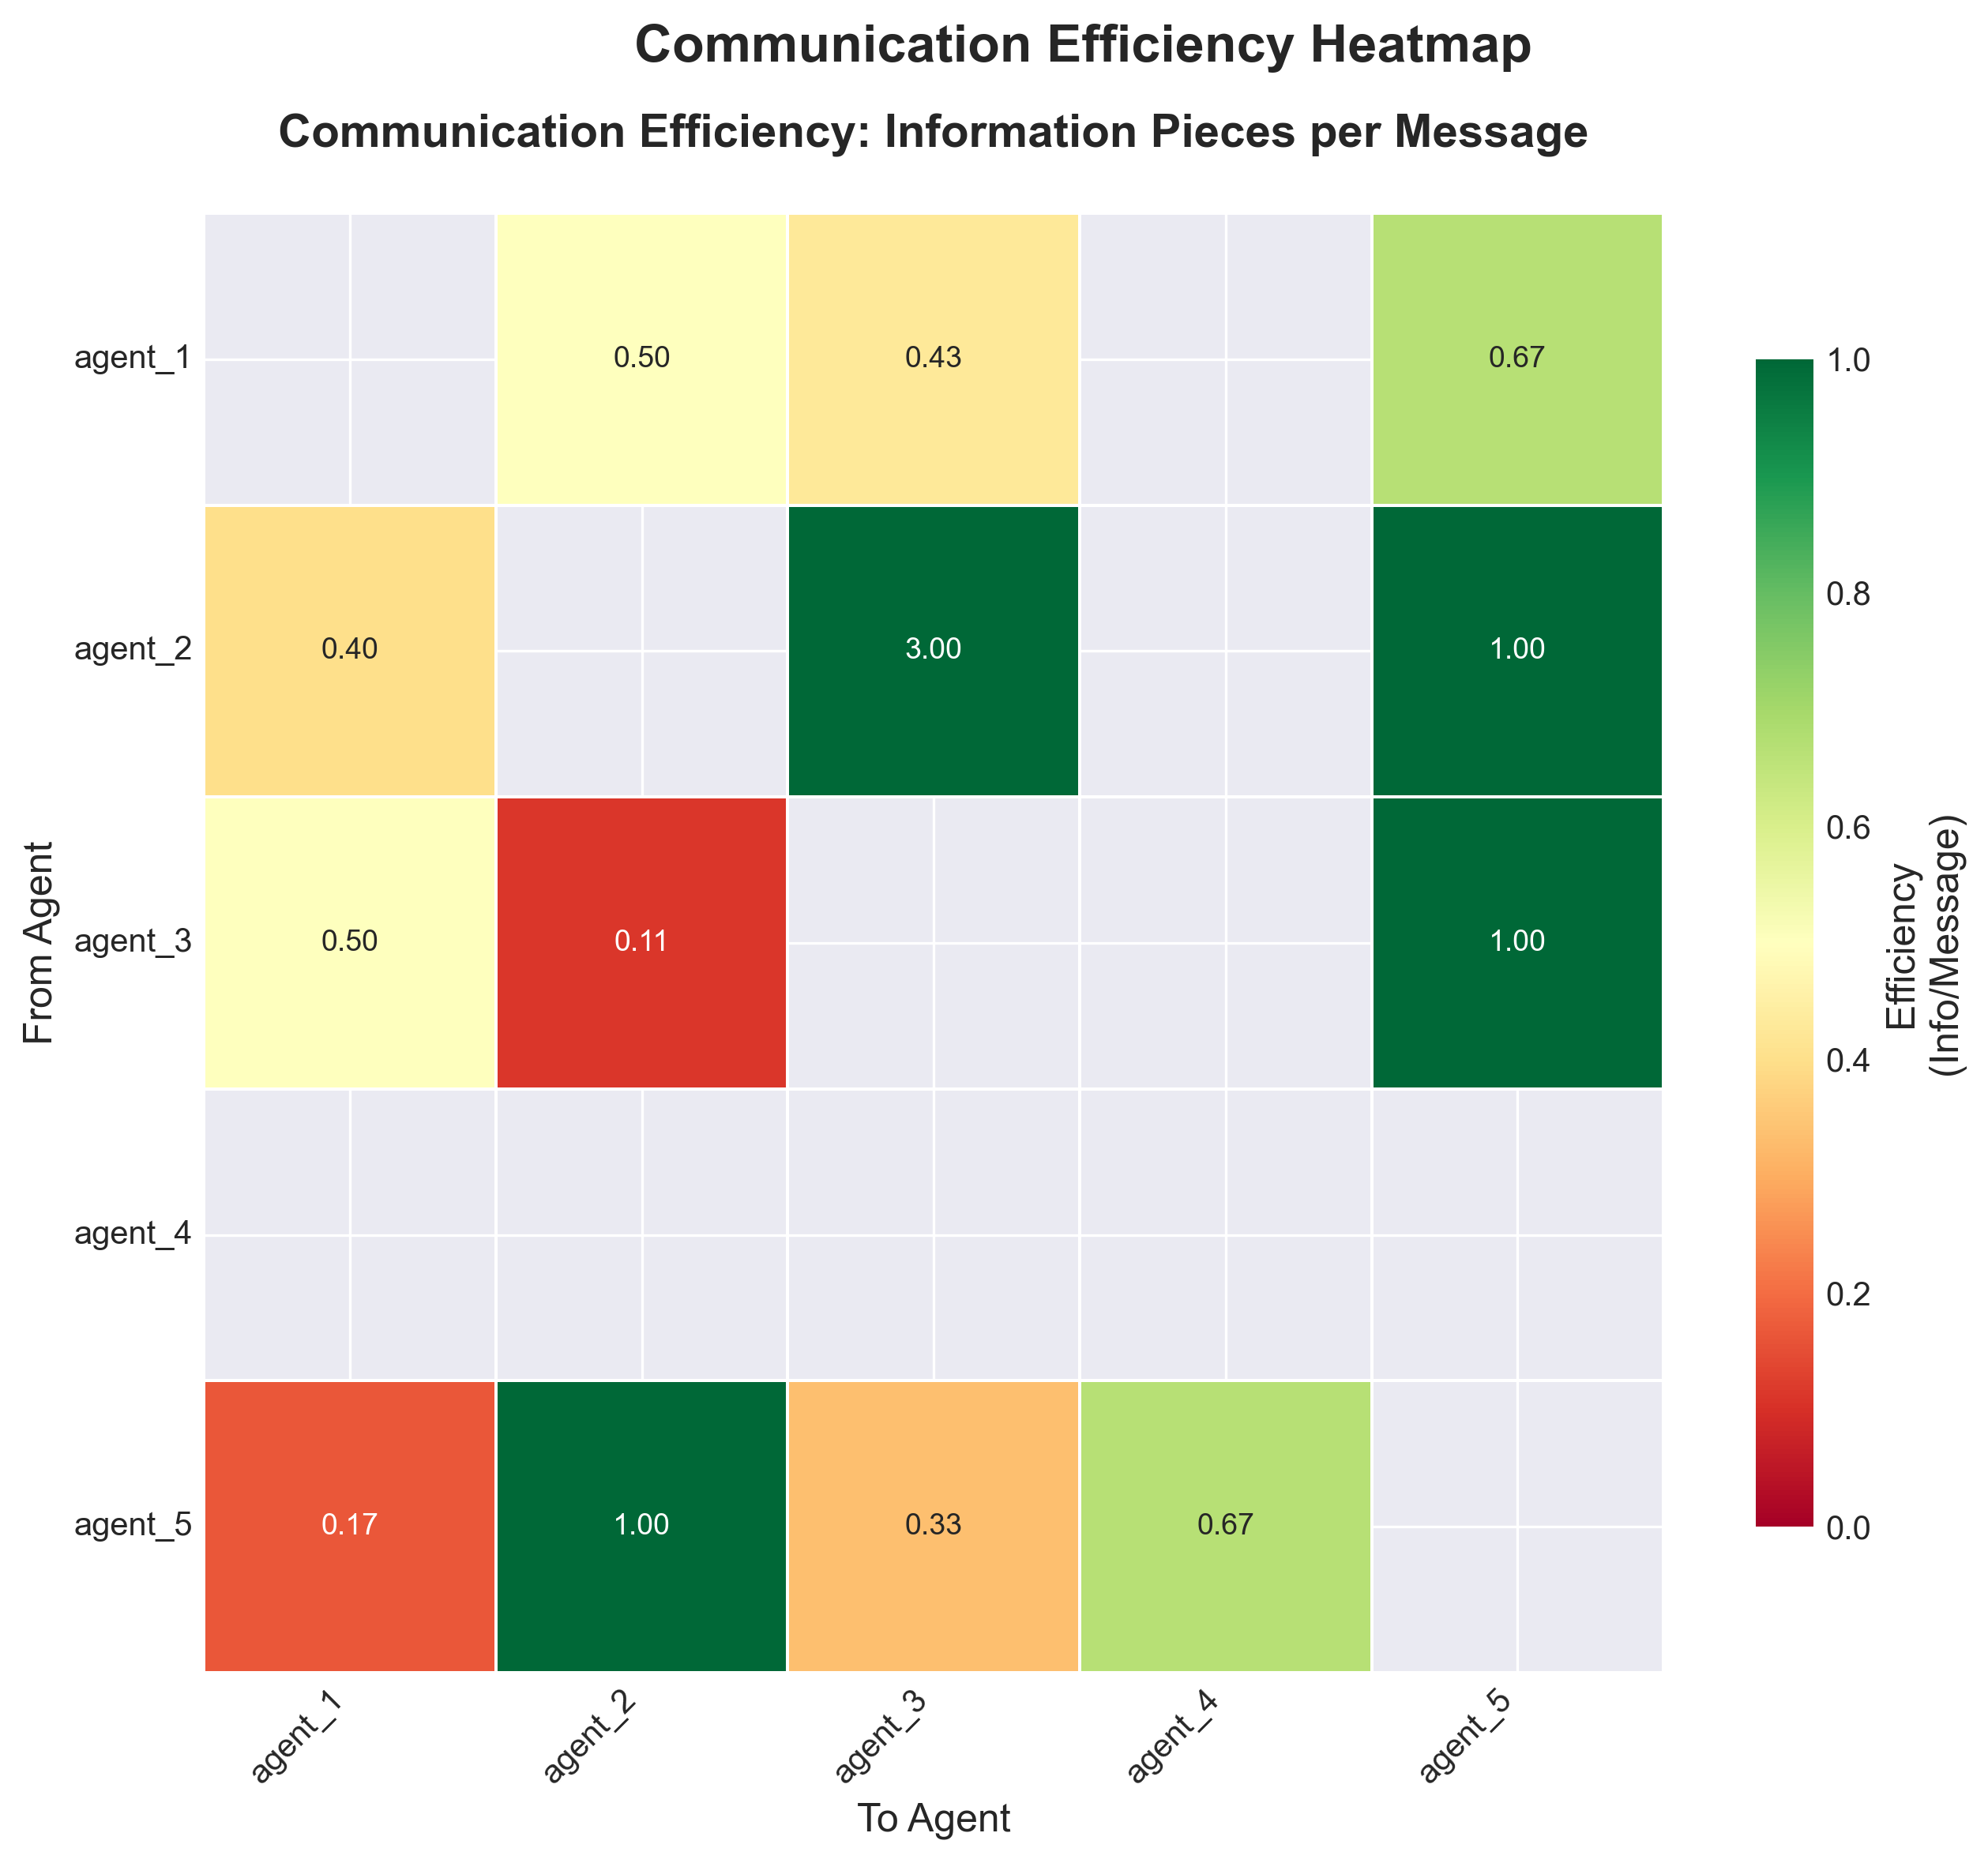 Communication Efficiency Heatmap
Communication Efficiency: Information Pieces per Message
agent_1
0.50
0.43
0.67
agent_2
0.40
3.00
1.00
agent_3
0.50
0.11
1.00
agent_4
agent_5
0.17
1.00
0.33
0.67
From Agent
agent_1
agent_2
agent_3
agent_4
agent_5
To Agent
1.0
0.8
0.6
0.4
0.2
0.0
Efficiency
(Info/Message)